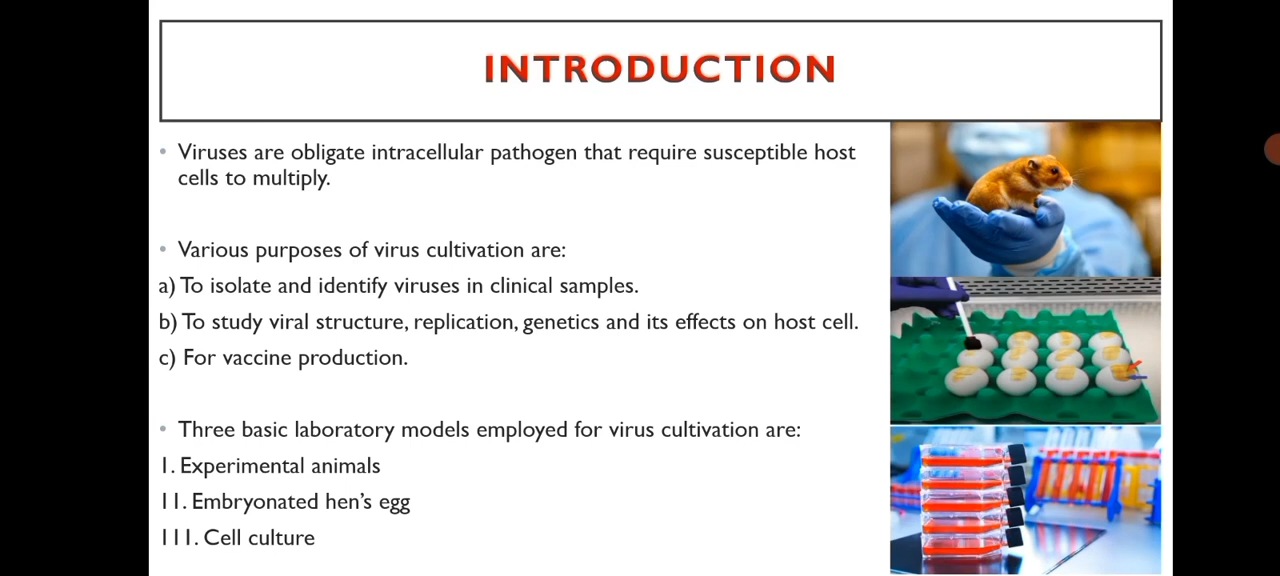 INTRODUCTION
• Viruses are obligate intracellular pathogen that require susceptible host
cells to multiply.
• Various purposes of virus cultivation are:
a) To isolate and identify viruses in clinical samples.
b) To study viral structure, replication, genetics and its effects on host cell.
c) For vaccine production.
• Three basic laboratory models employed for virus cultivation are:
I. Experimental animals
II. Embryonated hen’s egg
III. Cell culture